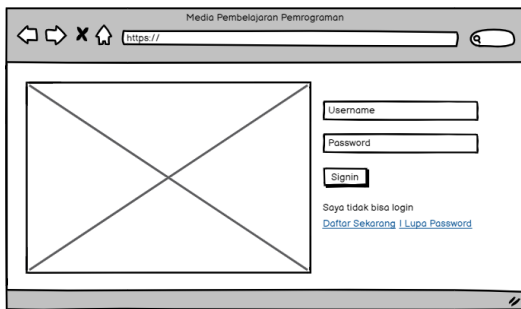 Media Pembelajaran Pemrograman
https://
Username
Password
Signin
Saya tidak bisa login
Daftar Sekarang | Lupa Password